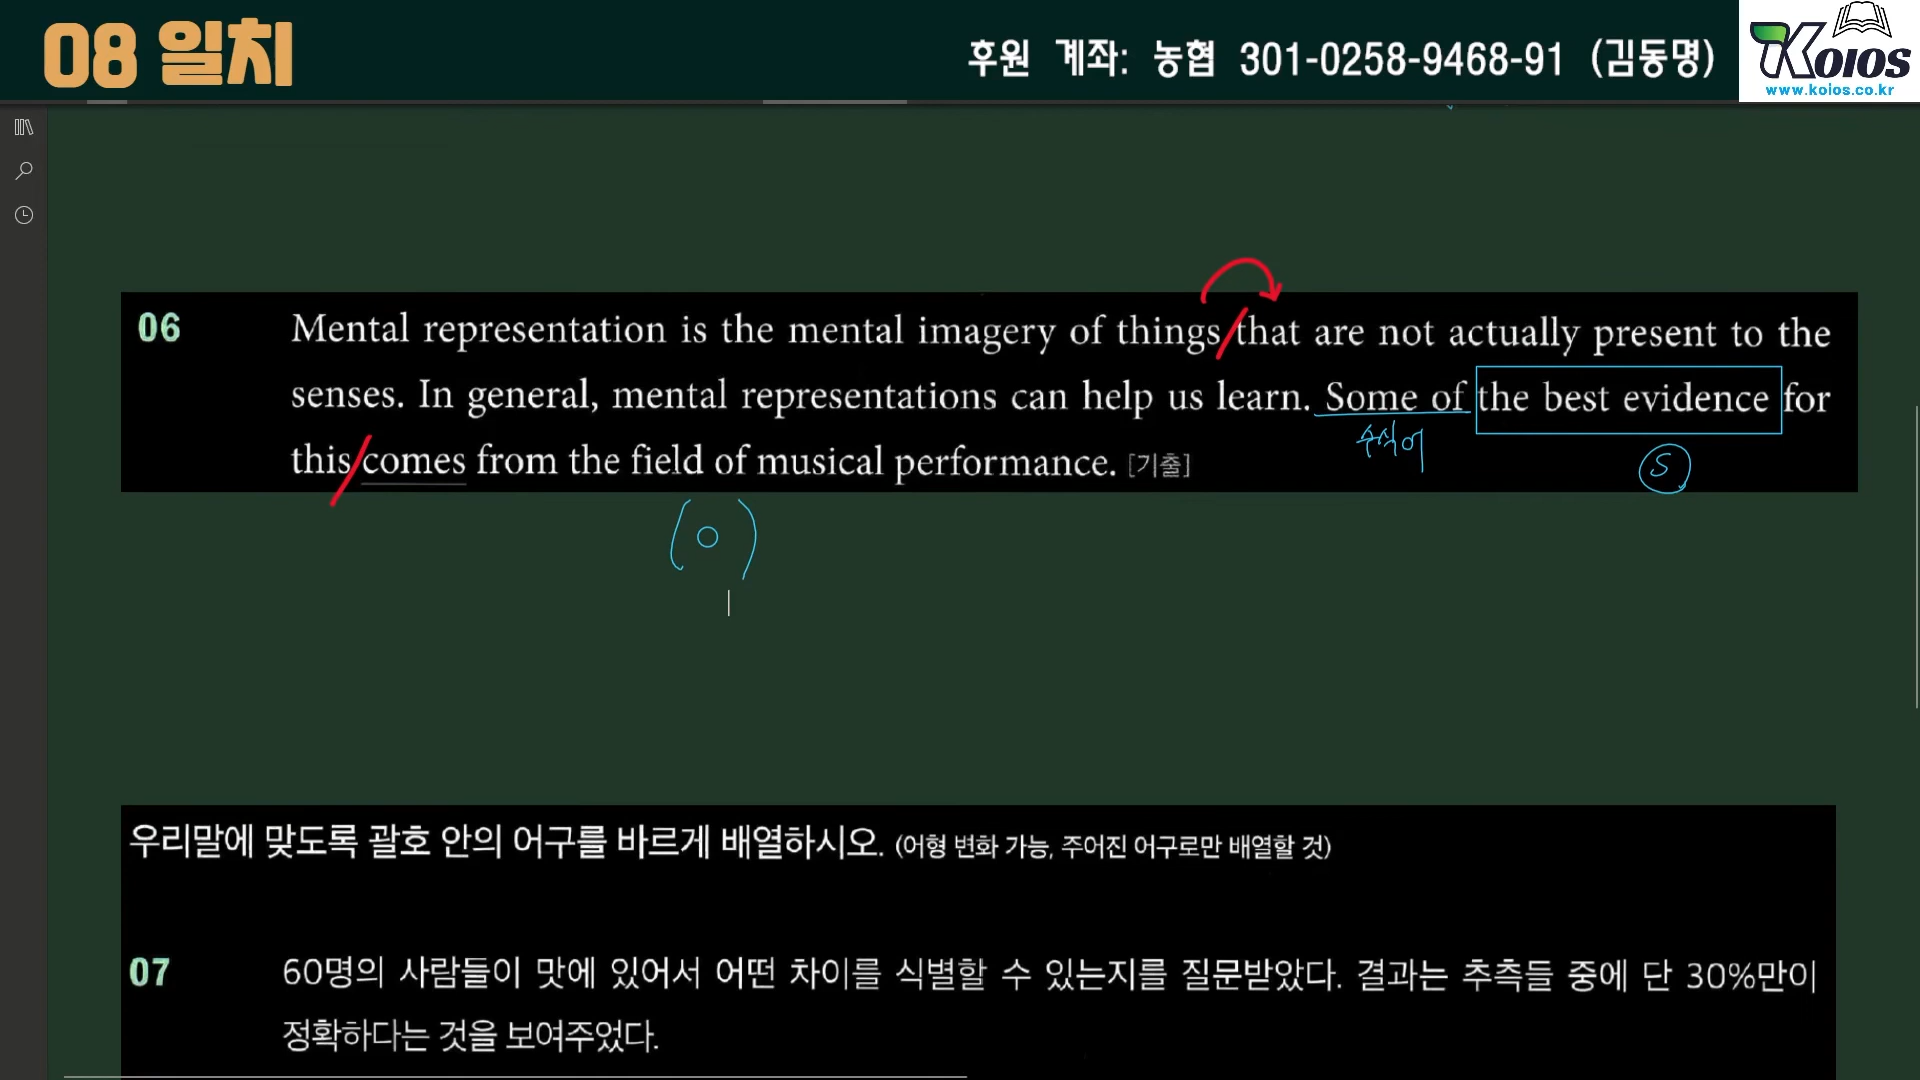 08 일치
후원 계좌: 농협 301-0258-9468-91 (김동명)
KOIOS
www.koios.co.kr
06 Mental representation is the mental imagery of things that are not actually present to the
senses. In general, mental representations can help us learn. Some of the best evidence for
수식어
this comes from the field of musical performance. [기출]
S
(O)
우리말에 맞도록 괄호 안의 어구를 바르게 배열하시오. (어형 변화 가능, 주어진 어구로만 배열할 것)
07 60명의 사람들이 맛에 있어서 어떤 차이를 식별할 수 있는지를 질문받았다. 결과는 추측들 중에 단 30%만이
정확하다는 것을 보여주었다.